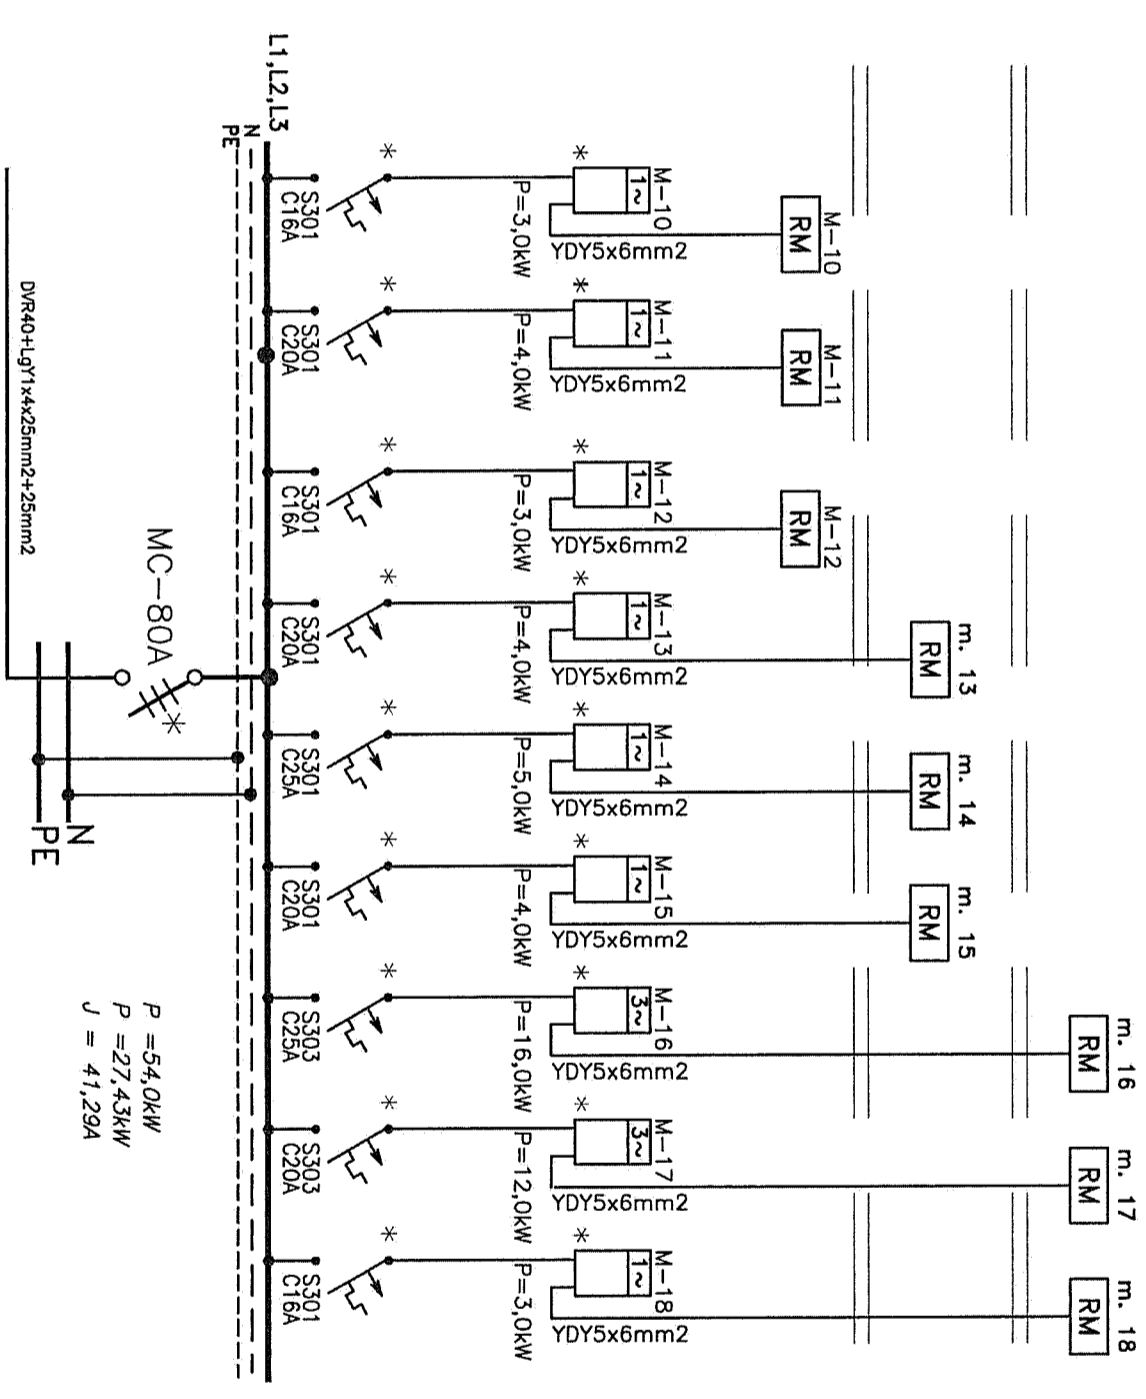 L1,L2,L3
N
PE
*
S301
C16A
*
M-10
1~
P=3,0kW
YDY5x6mm2
M-10
RM
*
S301
C20A
*
M-11
1~
P=4,0kW
YDY5x6mm2
M-11
RM
*
S301
C16A
*
M-12
1~
P=3,0kW
YDY5x6mm2
M-12
RM
*
S301
C20A
*
M-13
1~
P=4,0kW
YDY5x6mm2
m. 13
RM
*
S301
C25A
*
M-14
1~
P=5,0kW
YDY5x6mm2
m. 14
RM
*
S301
C20A
*
M-15
1~
P=4,0kW
YDY5x6mm2
m. 15
RM
*
S303
C25A
*
M-16
3~
P=16,0kW
YDY5x6mm2
m. 16
RM
*
S303
C20A
*
M-17
3~
P=12,0kW
YDY5x6mm2
m. 17
RM
*
S301
C16A
*
M-18
1~
P=3,0kW
YDY5x6mm2
m. 18
RM
DVR40+LgY1x4x25mm2+25mm2
MC-80A
*
N
PE
P =54,0kW
P =27,43kW
J = 41,29A